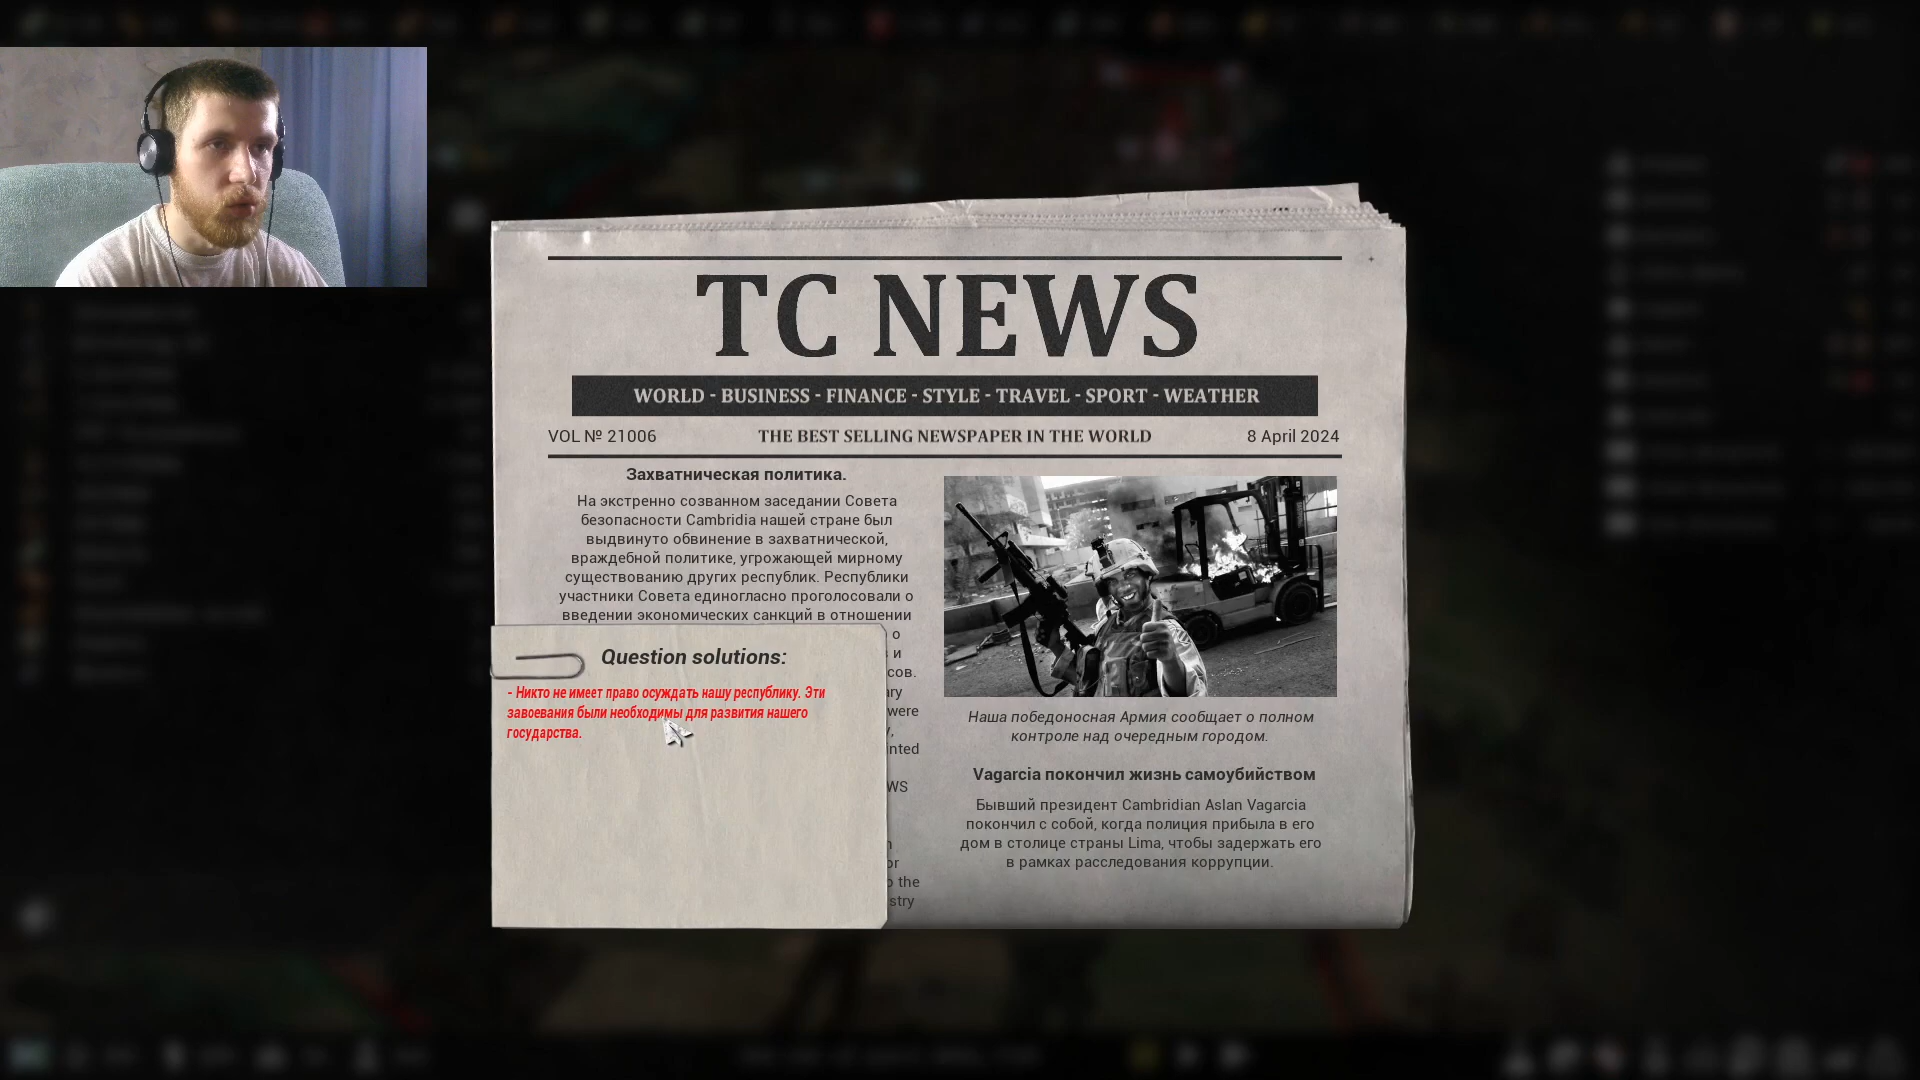 TC NEWS
WORLD - BUSINESS - FINANCE - STYLE - TRAVEL - SPORT - WEATHER
VOL № 21006
THE BEST SELLING NEWSPAPER IN THE WORLD
8 April 2024
Захватническая политика.
На экстренно созванном заседании Совета
безопасности Cambridia нашей стране был
выдвинуто обвинение в захватнической,
враждебной политике, угрожающей мирному
существованию других республик. Республики
участники Совета единогласно проголосовали о
введении экономических санкций в отношении
о
и
were
WS
the
Question solutions:
- Никто не имеет право осуждать нашу республику. Эти
завоевания были необходимы для развития нашего
государства.
Наша победоносная Армия сообщает о полном
контроле над очередным городом.
Vagarcia покончил жизнь самоубийством
Бывший президент Cambridian Aslan Vagarcia
покончил с собой, когда полиция прибыла в его
дом в столице страны Lima, чтобы задержать его
в рамках расследования коррупции.